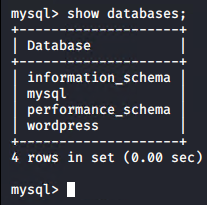 mysql> show databases;
+--------------------+
| Database           |
+--------------------+
| information_schema |
| mysql              |
| performance_schema |
| wordpress          |
+--------------------+
4 rows in set (0.00 sec)
mysql>